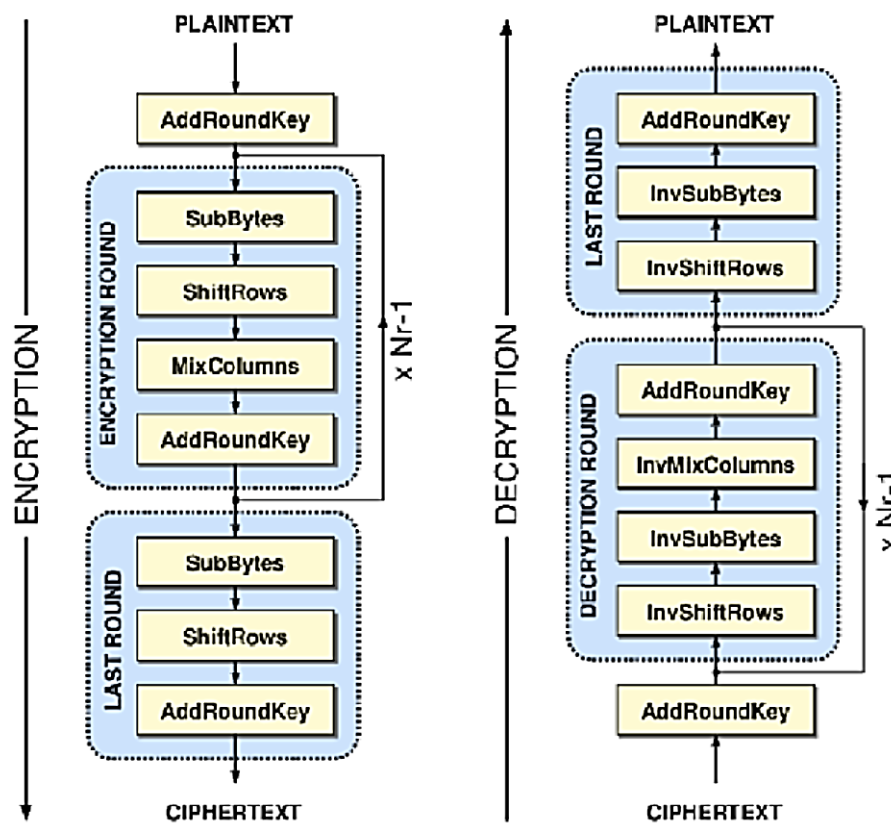 ENCRYPTION
PLAINTEXT
AddRoundKey
ENCRYPTION ROUND
SubBytes
ShiftRows
MixColumns
AddRoundKey
x Nr-1
LAST ROUND
SubBytes
ShiftRows
AddRoundKey
CIPHERTEXT
DECRYPTION
PLAINTEXT
LAST ROUND
AddRoundKey
InvSubBytes
InvShiftRows
DECRYPTION ROUND
AddRoundKey
InvMixColumns
InvSubBytes
InvShiftRows
x Nr-1
AddRoundKey
CIPHERTEXT